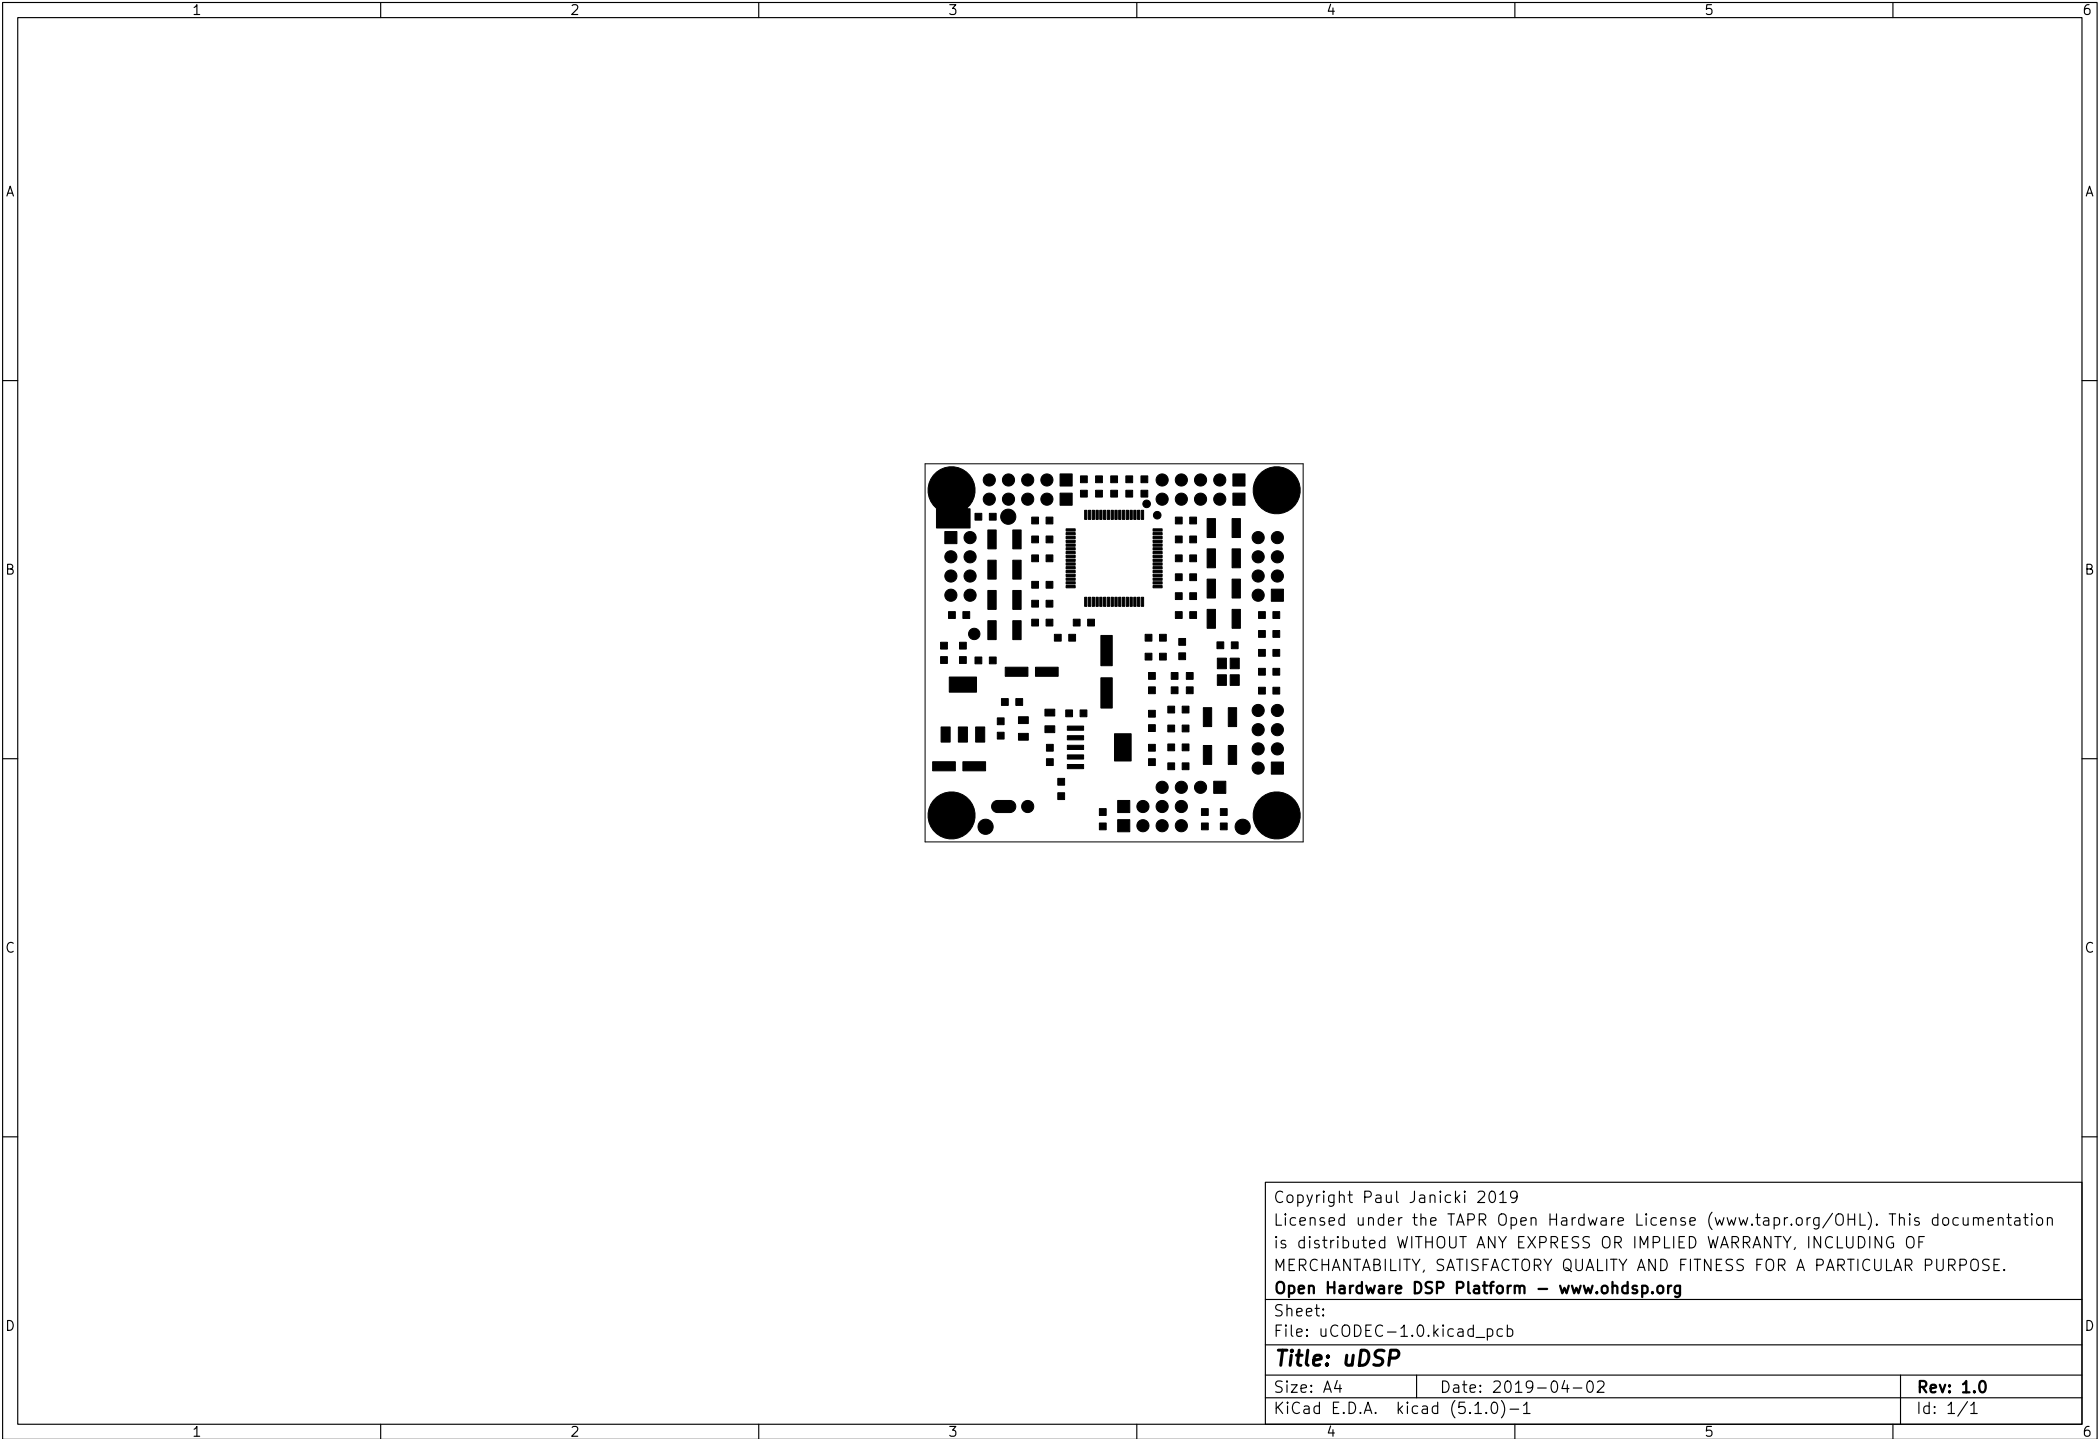 1 2 3 4 5 6
A A
B B
C C
Copyright Paul Janicki 2019
Licensed under the TAPR Open Hardware License (www.tapr.org/OHL). This documentation
is distributed WITHOUT ANY EXPRESS OR IMPLIED WARRANTY, INCLUDING OF
MERCHANTABILITY, SATISFACTORY QUALITY AND FITNESS FOR A PARTICULAR PURPOSE.
Open Hardware DSP Platform – www.ohdsp.org
Sheet:
D D
File: uCODEC–1.0.kicad_pcb
Title: uDSP
Size: A4 Date: 2019–04–02 Rev: 1.0
KiCad E.D.A. kicad (5.1.0)–1 Id: 1/1
1 2 3 4 5 6